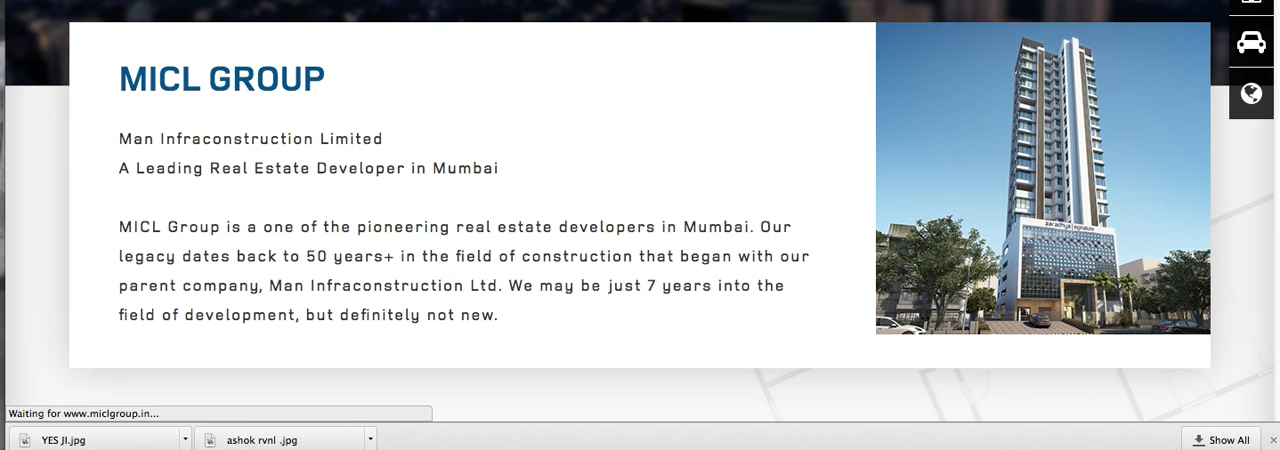 MICL GROUP
Man Infraconstruction Limited
A Leading Real Estate Developer in Mumbai
MICL Group is a one of the pioneering real estate developers in Mumbai. Our
legacy dates back to 50 years+ in the field of construction that began with our
parent company, Man Infraconstruction Ltd. We may be just 7 years into the
field of development, but definitely not new.
aaradhya signature
Waiting for www.miclgroup.in...
YES JI.jpg
ashok rvnl .jpg
Show All